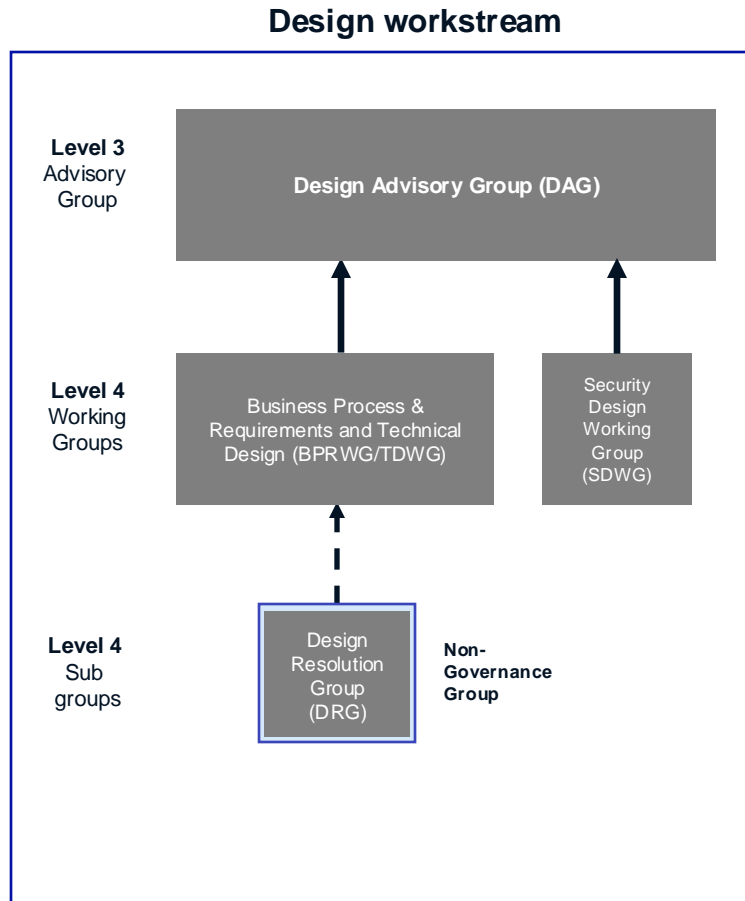 Design workstream
Level 3
Advisory
Group
Design Advisory Group (DAG)
Level 4
Working
Groups
Business Process &
Requirements and Technical
Design (BPRWG/TDWG)
Security
Design
Working
Group
(SDWG)
Level 4
Sub
groups
Design
Resolution
Group
(DRG)
Non-
Governance
Group